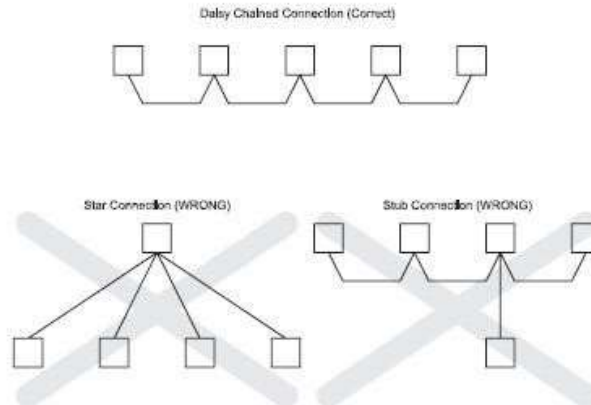 Daisy Chained Connection (Correct)
Star Connection (WRONG)
Stub Connection (WRONG)